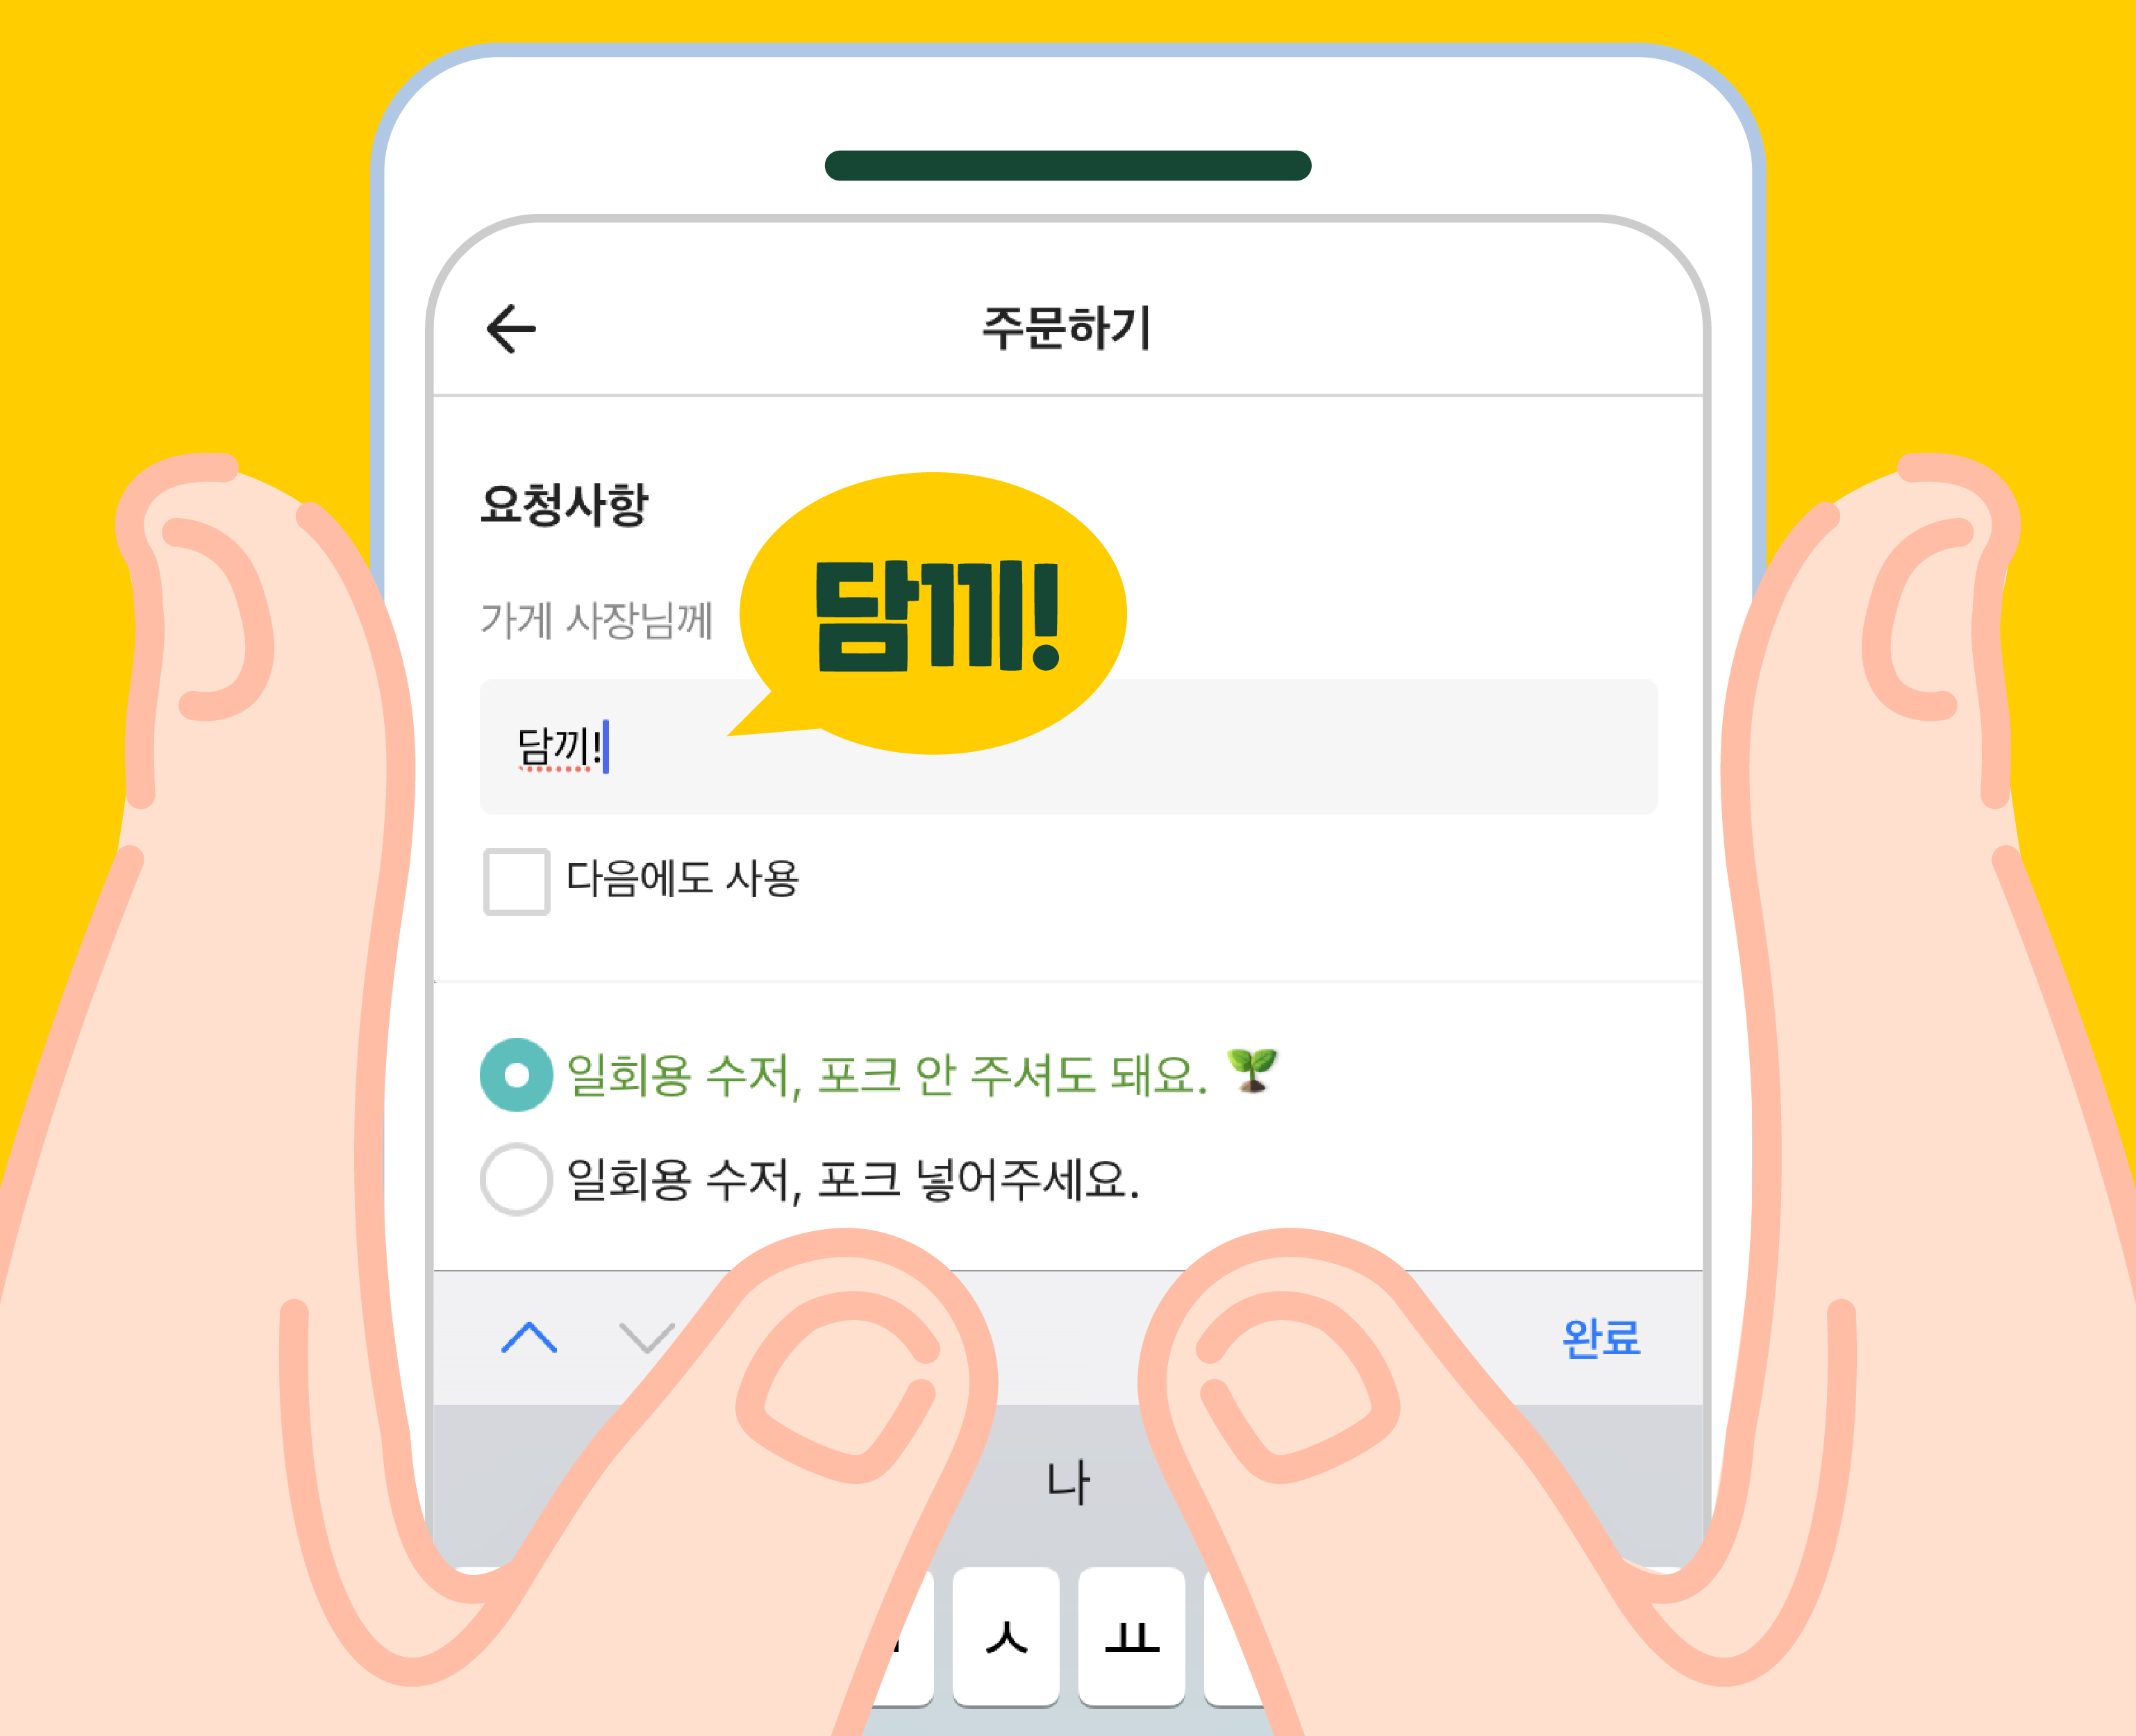 주문하기
요청사항
가게 사장님께
담끼!
담끼!
다음에도 사용
일회용 수저, 포크 안 주셔도 돼요.
일회용 수저, 포크 넣어주세요.
완료
나
ㅅ ㅛ